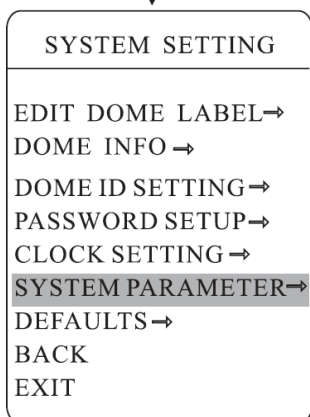 SYSTEM SETTING
EDIT DOME LABEL⇒
DOME INFO⇒
DOME ID SETTING⇒
PASSWORD SETUP⇒
CLOCK SETTING⇒
SYSTEM PARAMETER⇒
DEFAULTS⇒
BACK
EXIT